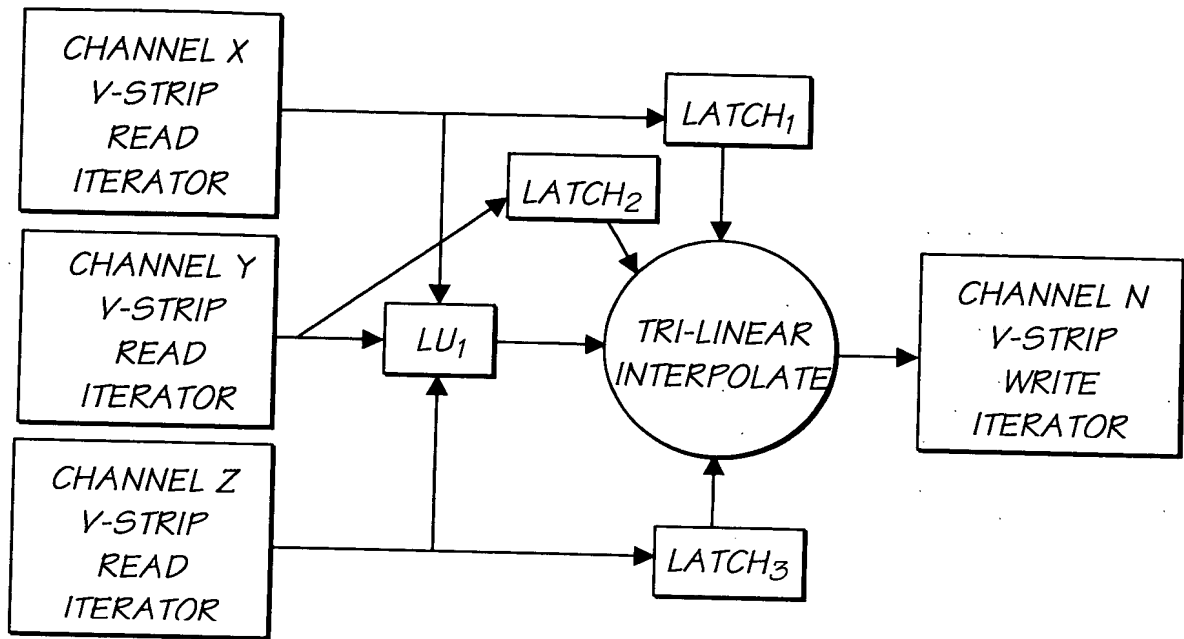 CHANNEL X
V-STRIP
READ
ITERATOR
LATCH1
LATCH2
CHANNEL Y
V-STRIP
READ
ITERATOR
LU1
TRI-LINEAR
INTERPOLATE
CHANNEL N
V-STRIP
WRITE
ITERATOR
CHANNEL Z
V-STRIP
READ
ITERATOR
LATCH3